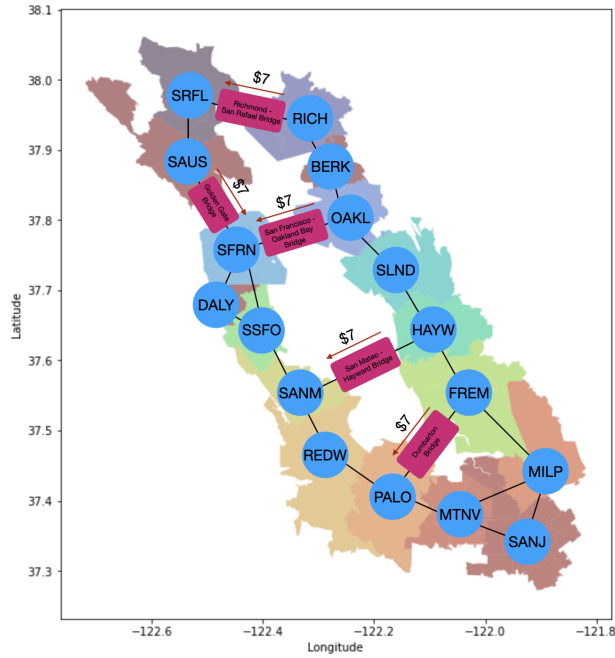 38.1
38.0
37.9
37.8
37.7
37.6
37.5
37.4
37.3
Latitude
−122.6
−122.4
−122.2
−122.0
−121.8
Longitude
SRFL
$7
Richmond -
San Rafael Bridge
RICH
SAUS
BERK
$7
Golden Gate
Bridge
$7
OAKL
San Francisco -
Oakland Bay
Bridge
SFRN
SLND
DALY
SSFO
HAYW
$7
San Mateo -
Hayward Bridge
SANM
FREM
$7
Dumbarton
Bridge
REDW
MILP
PALO
MTNV
SANJ